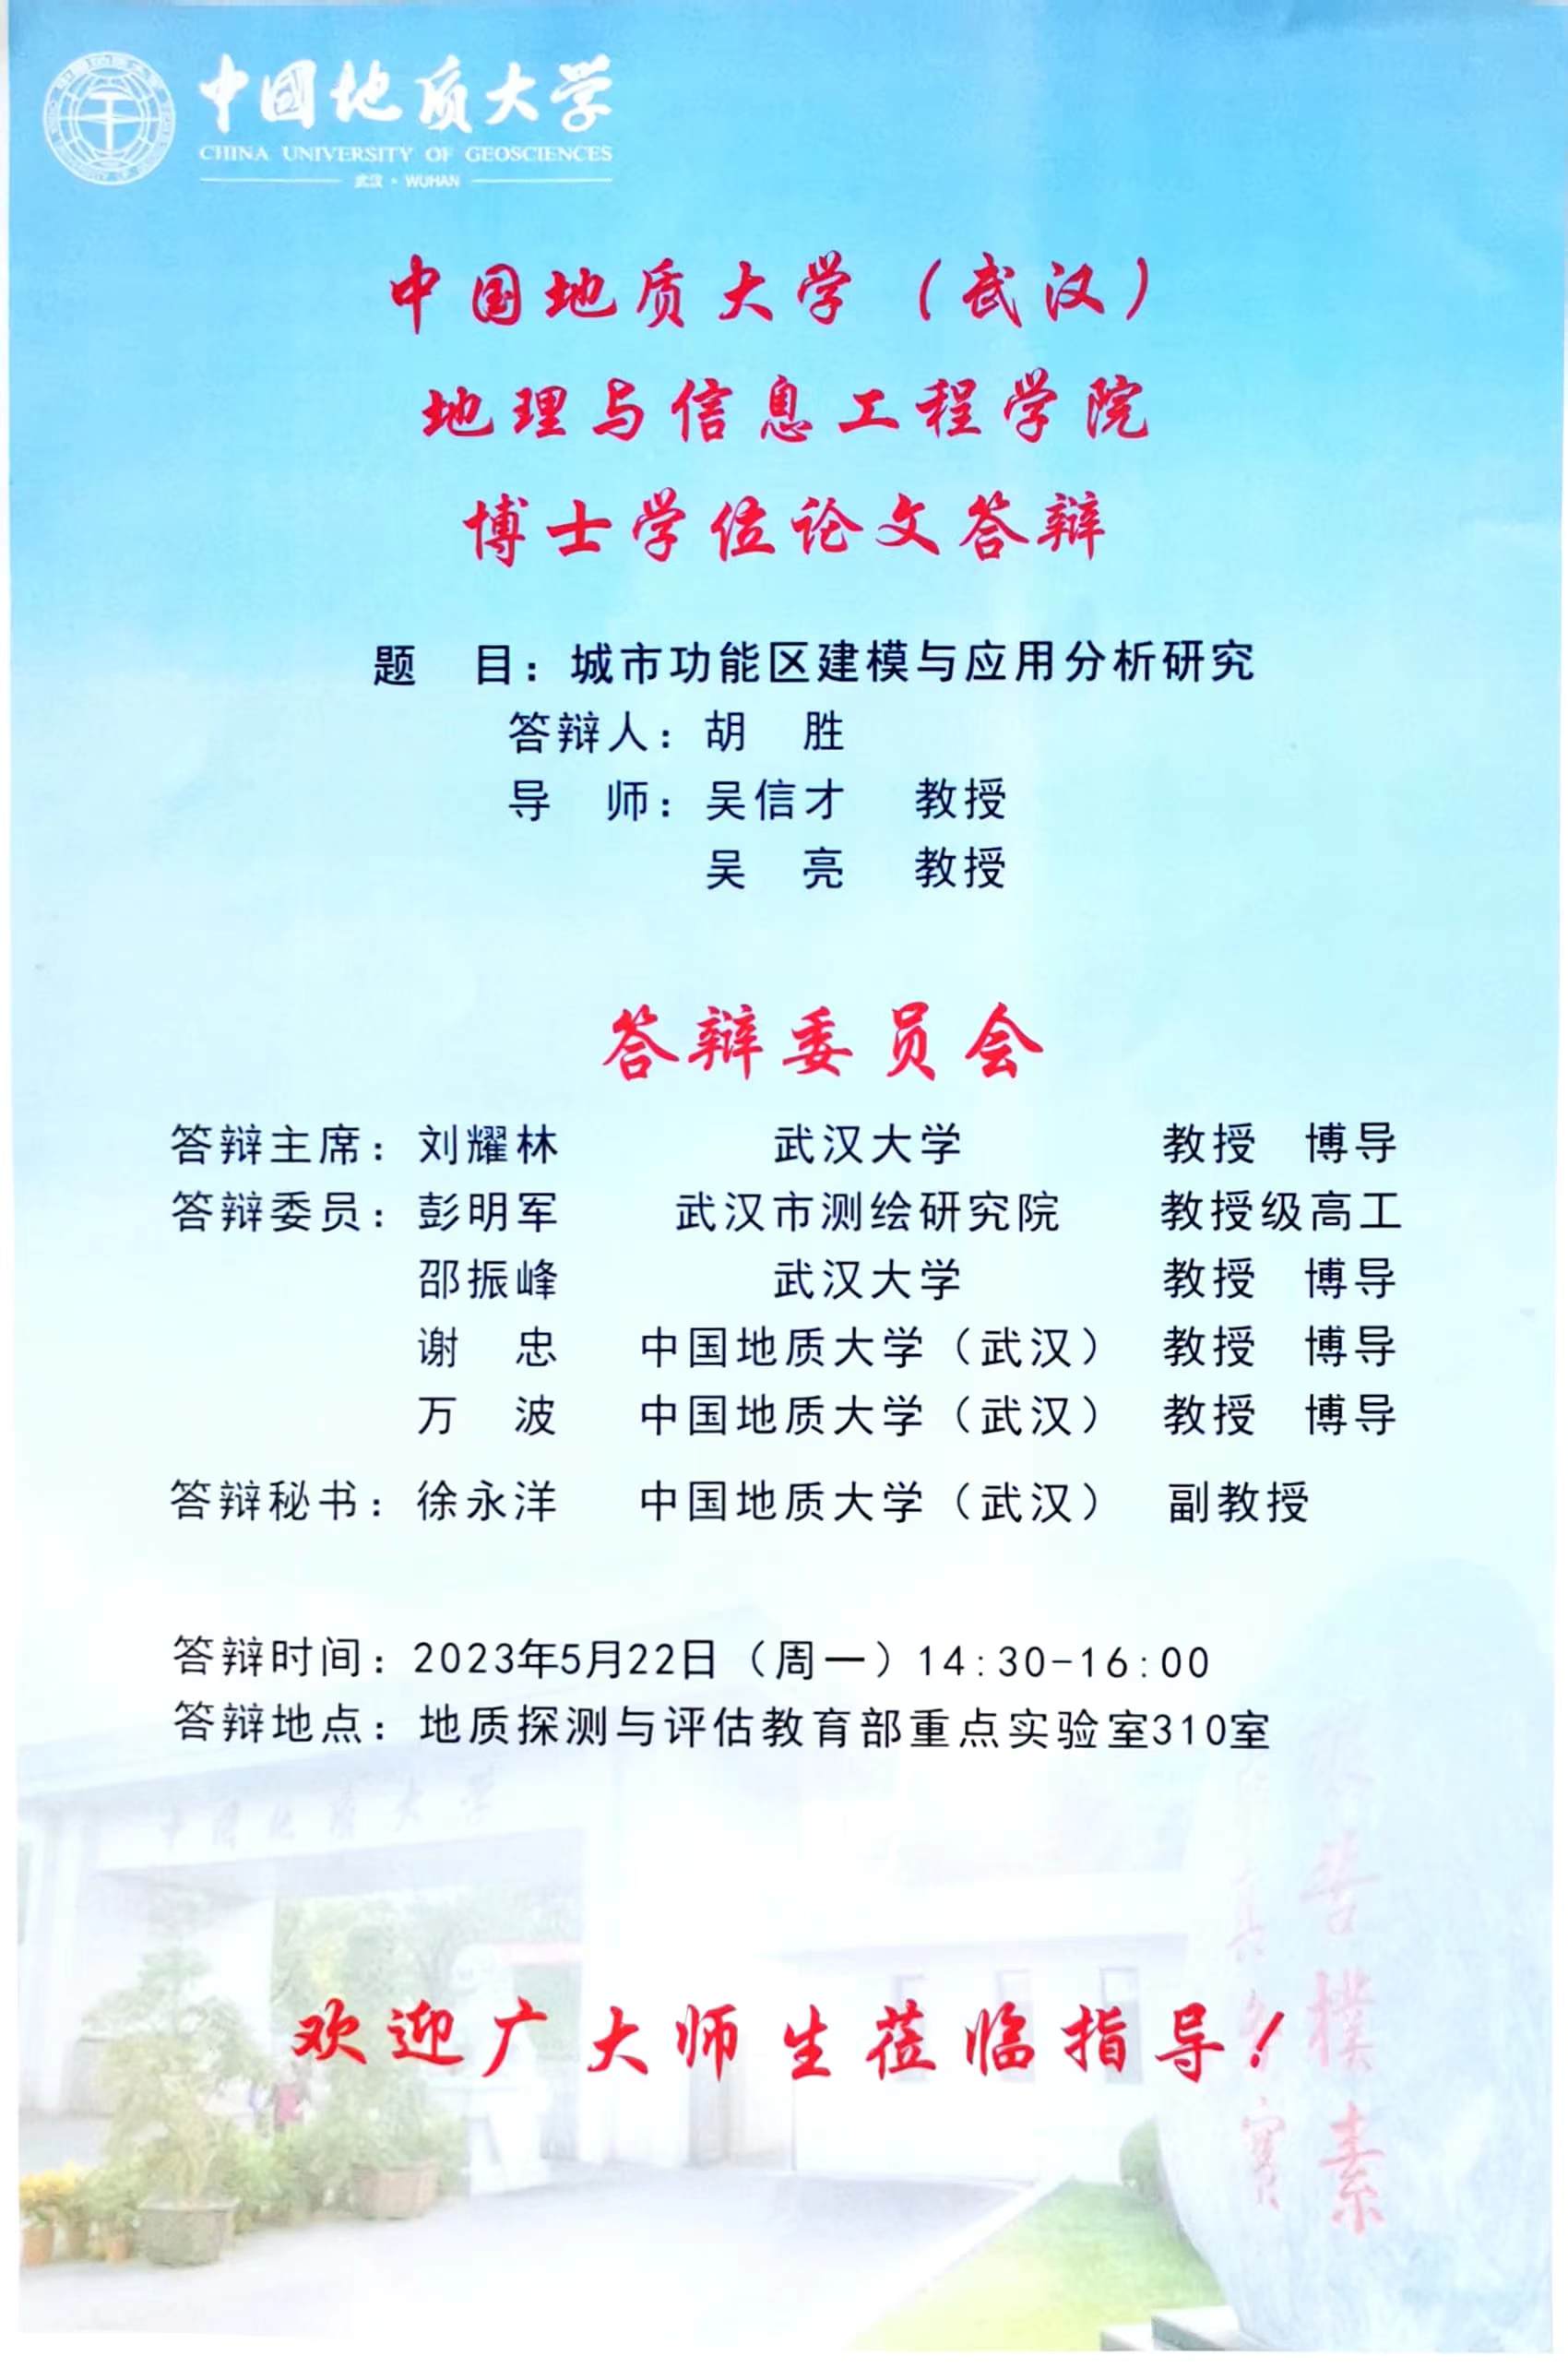 中国地质大学
CHINA UNIVERSITY OF GEOSCIENCES
武汉 · WUHAN
中国地质大学（武汉）
地理与信息工程学院
博士学位论文答辩
题 目：城市功能区建模与应用分析研究
答辩人：胡 胜
导 师：吴信才 教授
吴 亮 教授
答辩委员会
答辩主席：刘耀林 武汉大学 教授 博导
答辩委员：彭明军 武汉市测绘研究院 教授级高工
邵振峰 武汉大学 教授 博导
谢 忠 中国地质大学（武汉） 教授 博导
万 波 中国地质大学（武汉） 教授 博导
答辩秘书：徐永洋 中国地质大学（武汉） 副教授
答辩时间：2023年5月22日（周一）14:30-16:00
答辩地点：地质探测与评估教育部重点实验室310室
中国地质大学
欢迎广大师生莅临指导！
苦樸素